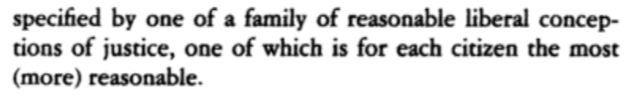 specified by one of a family of reasonable liberal concep-
tions of justice, one of which is for each citizen the most
(more) reasonable.